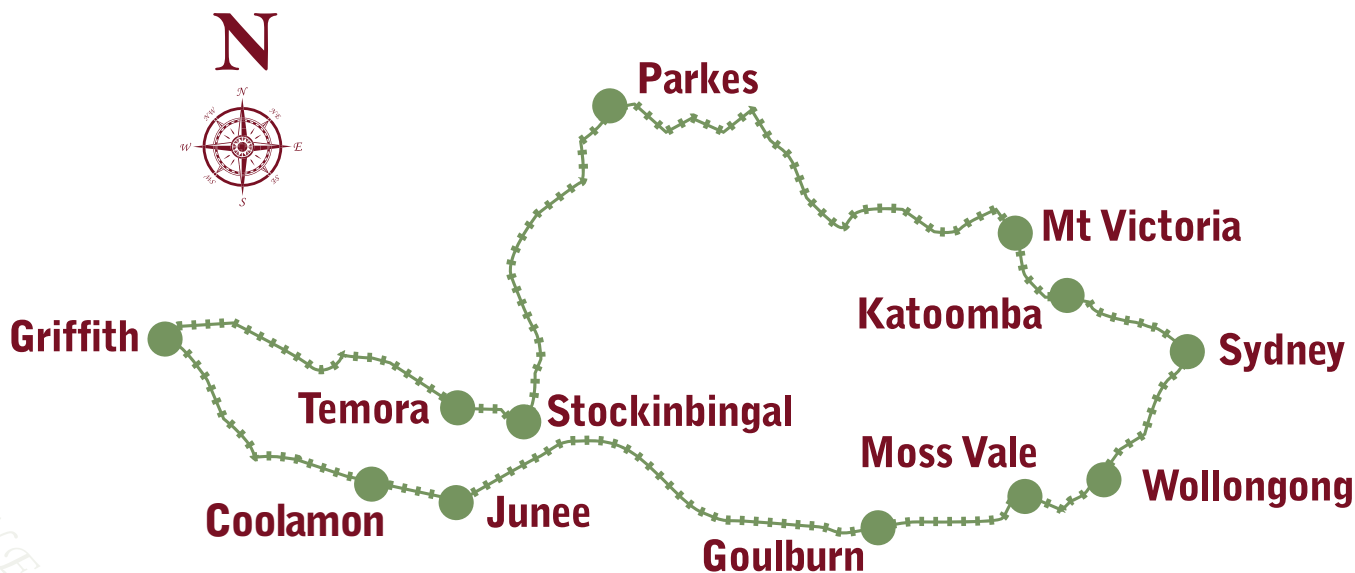 N
N
NW
NE
W
E
SW
SE
S
Parkes
Mt Victoria
Katoomba
Sydney
Griffith
Temora
Stockinbingal
Moss Vale
Wollongong
Coolamon
Junee
Goulburn